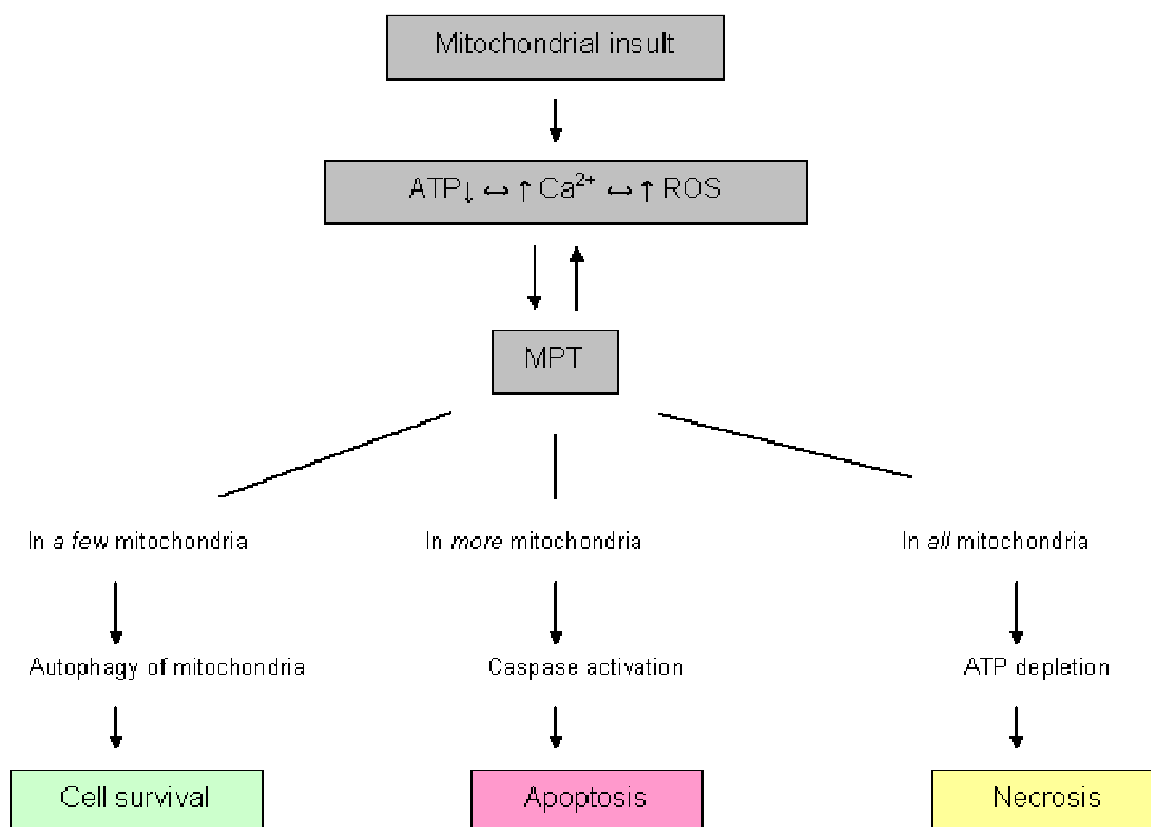 Mitochondrial insult
ATP↓ ↔ ↑ Ca²⁺ ↔ ↑ ROS
MPT
In a few mitochondria
In more mitochondria
In all mitochondria
Autophagy of mitochondria
Caspase activation
ATP depletion
Cell survival
Apoptosis
Necrosis